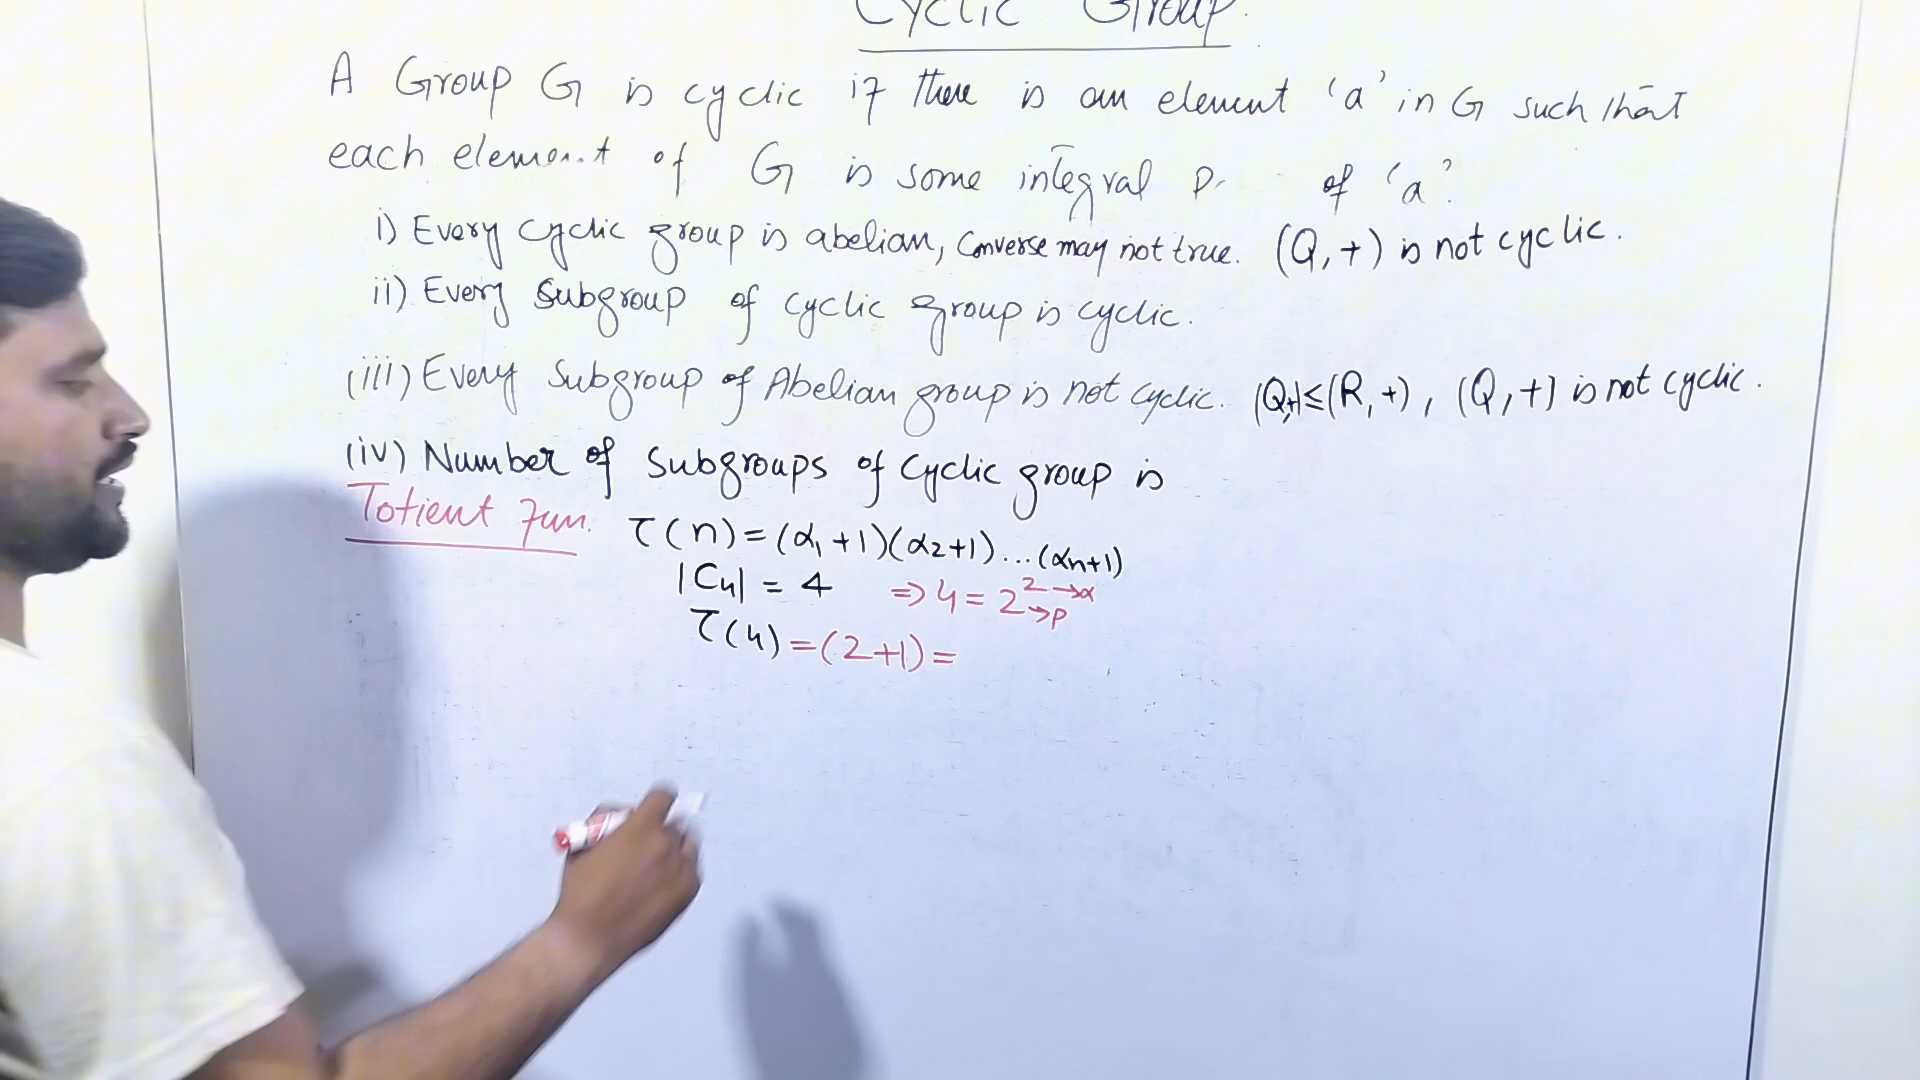 Cyclic Group.
A Group G is cyclic if there is an element 'a' in G such that
each element of G is some integral of 'a'.
i) Every cyclic group is abelian, Converse may not true. (Q, +) is not cyclic.
ii) Every Subgroup of cyclic group is cyclic.
(iii) Every Subgroup of Abelian group is not cyclic. (Q,+)≤(R,+), (Q,+) is not cyclic.
(iv) Number of Subgroups of Cyclic group is
Totient fun.
τ(n)=(α₁+1)(α₂+1)...(αn+1)
|C₄| = 4 ⇒ 4 = 2² →α →p
τ(4) = (2+1) =